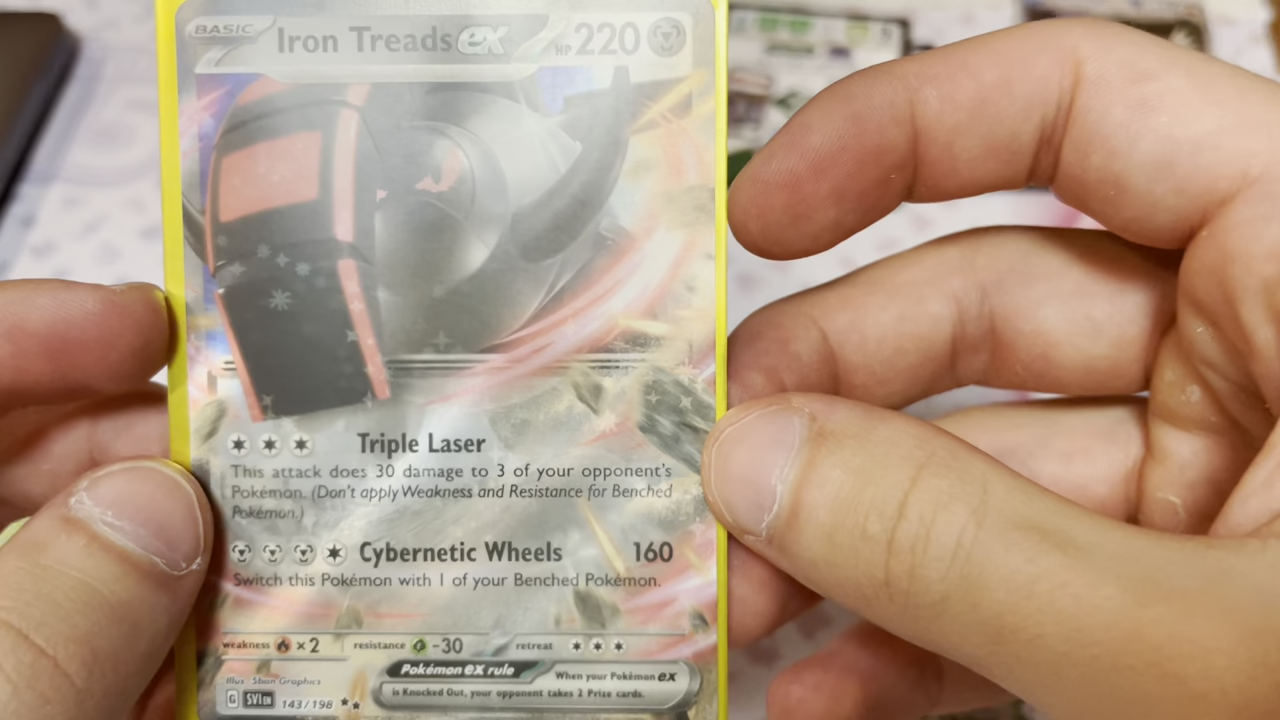 BASIC Iron Treads ex HP 220
Triple Laser
This attack does 30 damage to 3 of your opponent's
Pokémon. (Don't apply Weakness and Resistance for Benched
Pokémon.)
Cybernetic Wheels 160
Switch this Pokémon with 1 of your Benched Pokémon.
weakness ×2 resistance -30 retreat
Illus. 5ban Graphics
Pokémon ex rule When your Pokémon ex
is Knocked Out, your opponent takes 2 Prize cards.
G SVI EN 143/198